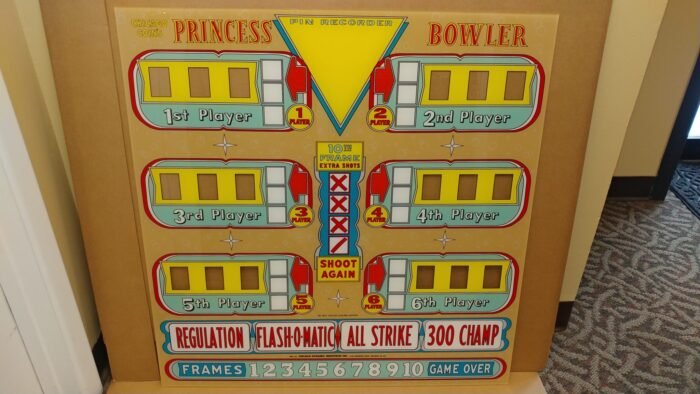 CHICAGO
COIN'S
PRINCESS
PIN RECORDER
BOWLER
1st Player
1
PLAYER
2
PLAYER
2nd Player
10TH
FRAME
EXTRA SHOTS
X
X
X
X
/
SHOOT
AGAIN
3rd Player
3
PLAYER
4
PLAYER
4th Player
5th Player
5
PLAYER
6
PLAYER
6th Player
REGULATION FLASH-O-MATIC ALL STRIKE 300 CHAMP
FRAMES 1 2 3 4 5 6 7 8 9 10 GAME OVER